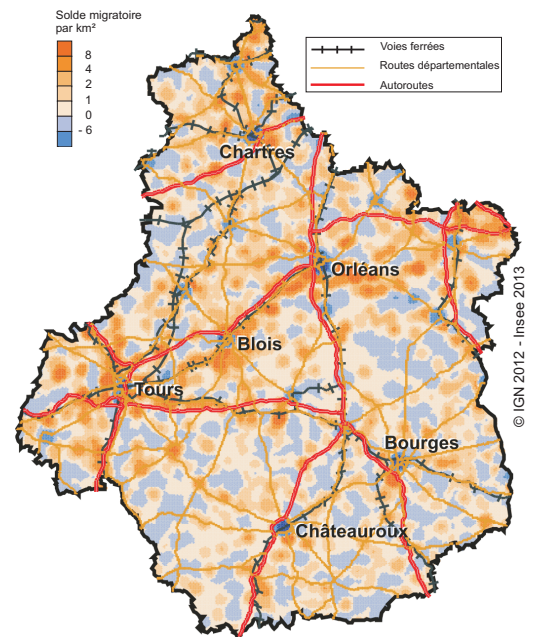 Solde migratoire
par km²
8
4
2
1
0
- 6
Voies ferrées
Routes départementales
Autoroutes
Chartres
Orléans
Blois
Tours
Bourges
Châteauroux
© IGN 2012 - Insee 2013